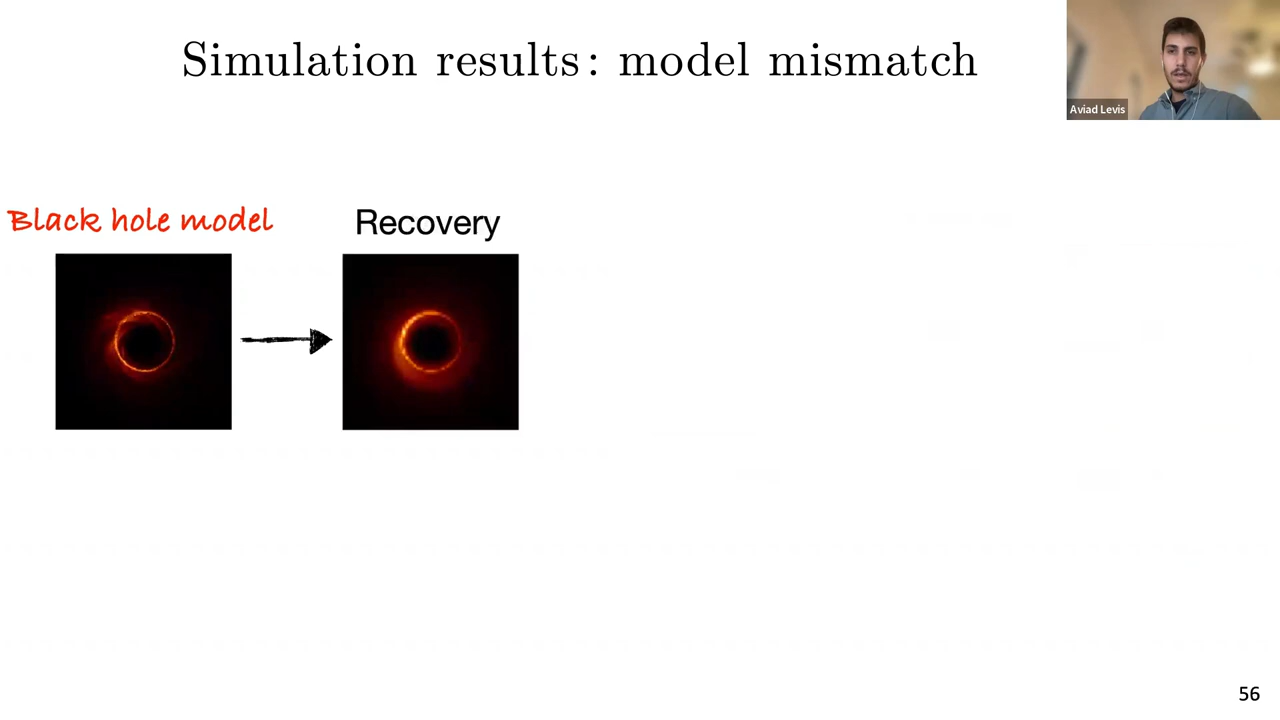 Simulation results: model mismatch
Aviad Levis
Black hole model
Recovery
56